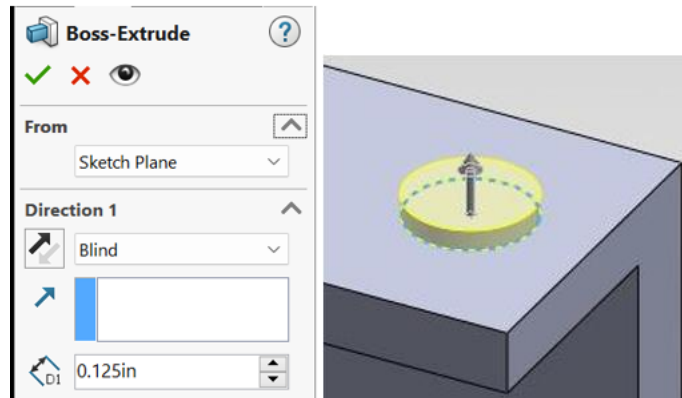 Boss-Extrude
?
From
Sketch Plane
Direction 1
Blind
D1
0.125in